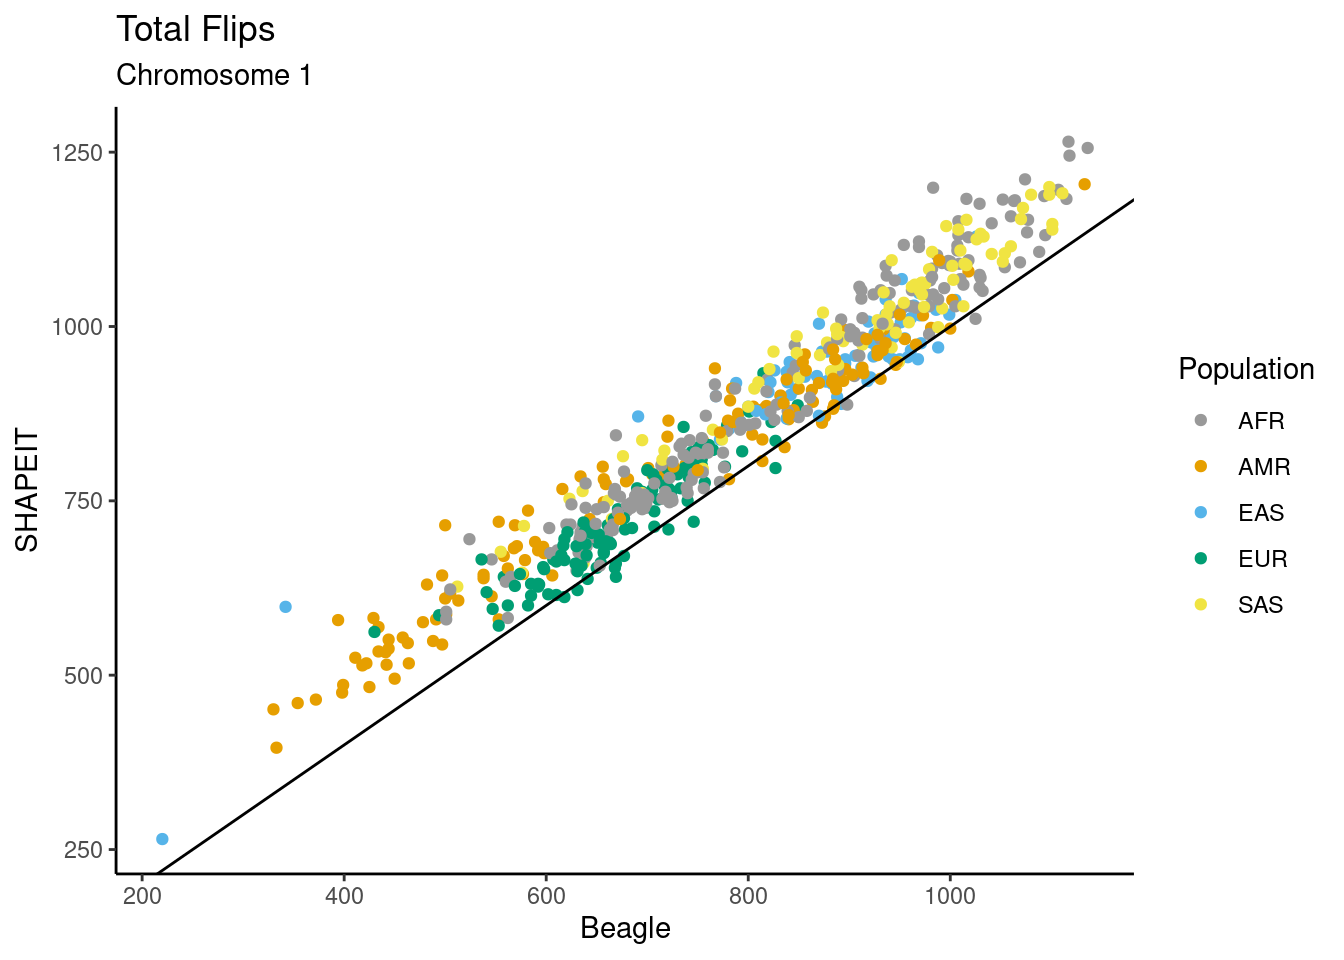 Total Flips
Chromosome 1
1250
1000
750
500
250
SHAPEIT
200 400 600 800 1000
Beagle
Population
AFR
AMR
EAS
EUR
SAS